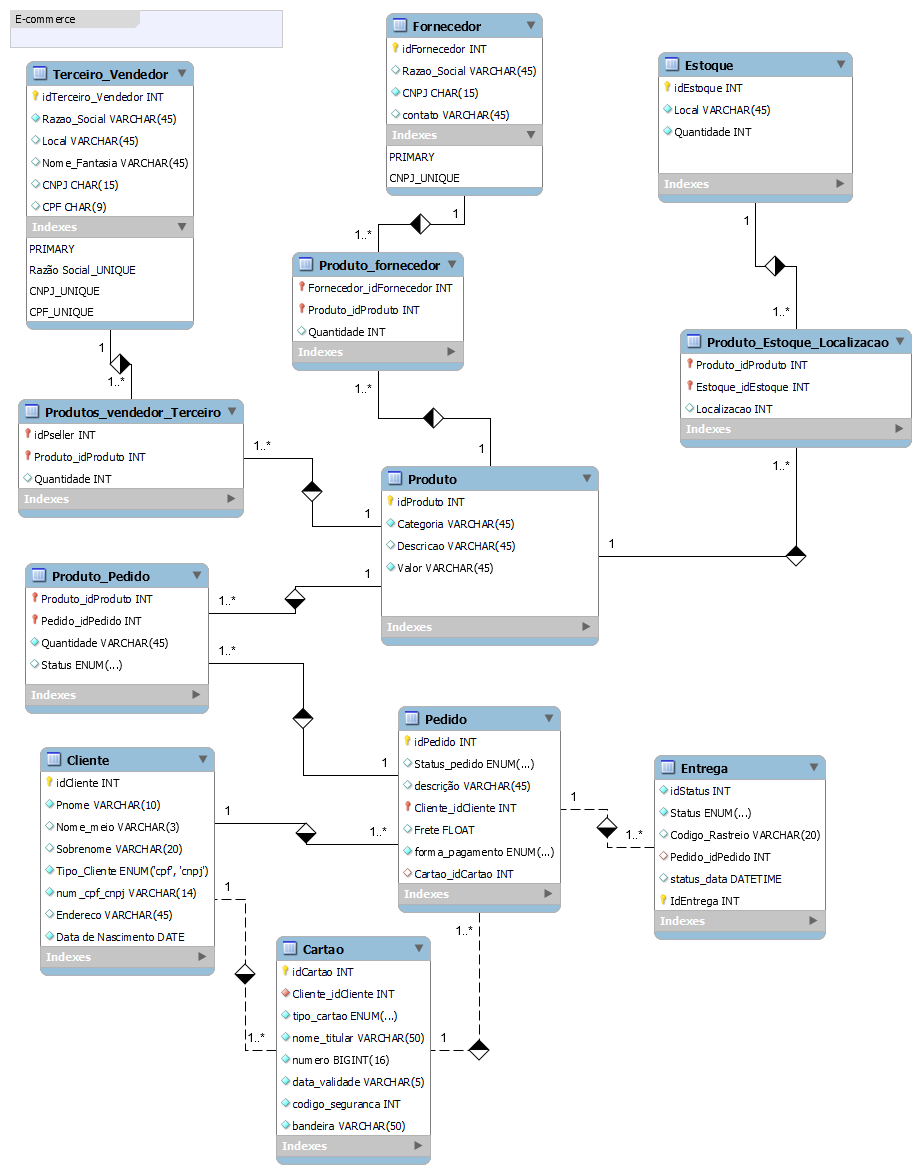 E-commerce
Terceiro_Vendedor
idTerceiro_Vendedor INT
Razao_Social VARCHAR(45)
Local VARCHAR(45)
Nome_Fantasia VARCHAR(45)
CNPJ CHAR(15)
CPF CHAR(9)
Indexes
PRIMARY
Razão Social_UNIQUE
CNPJ_UNIQUE
CPF_UNIQUE
1
1..*
Fornecedor
idFornecedor INT
Razao_Social VARCHAR(45)
CNPJ CHAR(15)
contato VARCHAR(45)
Indexes
PRIMARY
CNPJ_UNIQUE
1
1..*
Estoque
idEstoque INT
Local VARCHAR(45)
Quantidade INT
Indexes
1
1..*
Produto_fornecedor
Fornecedor_idFornecedor INT
Produto_idProduto INT
Quantidade INT
Indexes
1..*
1
Produto_Estoque_Localizacao
Produto_idProduto INT
Estoque_idEstoque INT
Localizacao INT
Indexes
1..*
1
Produtos_vendedor_Terceiro
idPseller INT
Produto_idProduto INT
Quantidade INT
Indexes
1..*
1
Produto
idProduto INT
Categoria VARCHAR(45)
Descricao VARCHAR(45)
Valor VARCHAR(45)
Indexes
1
1..*
Produto_Pedido
Produto_idProduto INT
Pedido_idPedido INT
Quantidade VARCHAR(45)
Status ENUM(...)
Indexes
1..*
1
Pedido
idPedido INT
Status_pedido ENUM(...)
descrição VARCHAR(45)
Cliente_idCliente INT
Frete FLOAT
forma_pagamento ENUM(...)
Cartao_idCartao INT
Indexes
1
1..*
Entrega
idStatus INT
Status ENUM(...)
Codigo_Rastreio VARCHAR(20)
Pedido_idPedido INT
status_data DATETIME
IdEntrega INT
Indexes
Cliente
idCliente INT
Pnome VARCHAR(10)
Nome_meio VARCHAR(3)
Sobrenome VARCHAR(20)
Tipo_Cliente ENUM('cpf', 'cnpj')
num_cpf_cnpj VARCHAR(14)
Endereco VARCHAR(45)
Data de Nascimento DATE
Indexes
1
1..*
1
1..*
Cartao
idCartao INT
Cliente_idCliente INT
tipo_cartao ENUM(...)
nome_titular VARCHAR(50)
numero BIGINT(16)
data_validade VARCHAR(5)
codigo_seguranca INT
bandeira VARCHAR(50)
Indexes
1..*
1